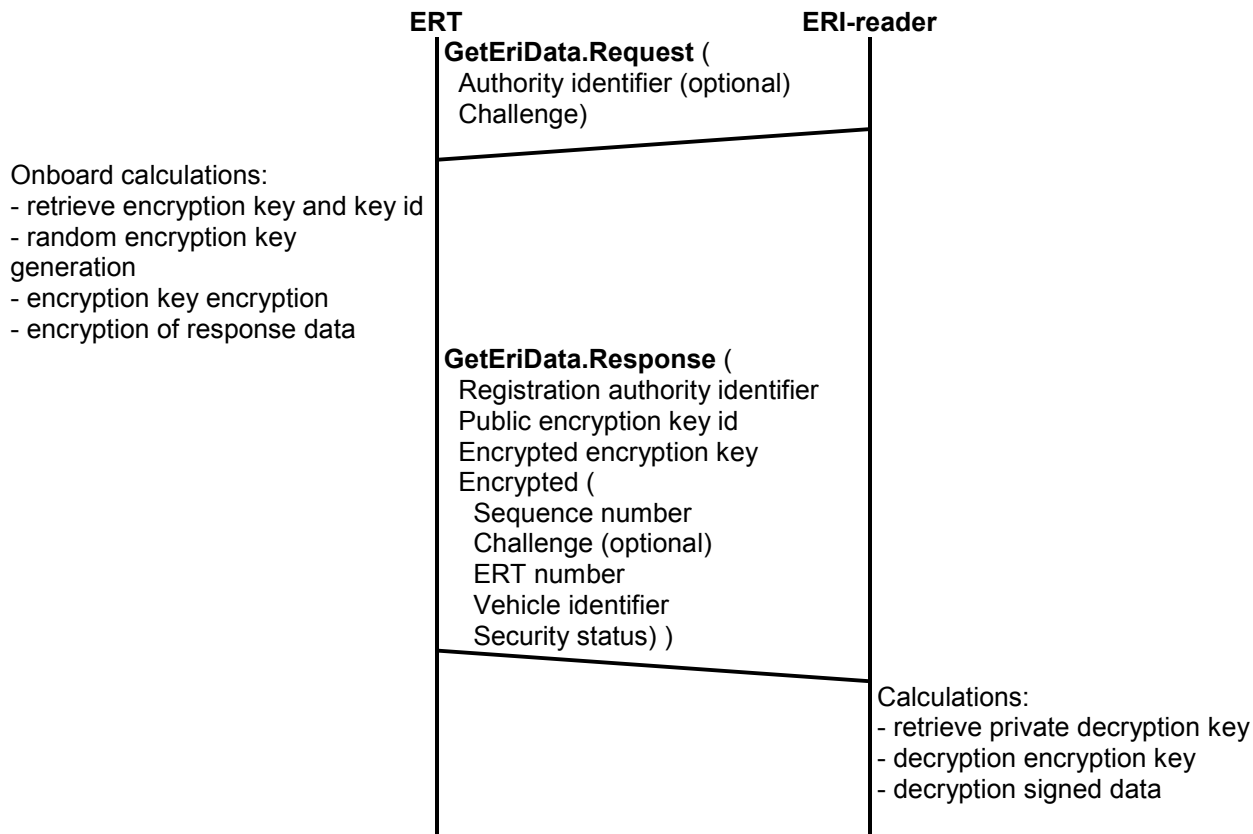 ERT
ERI-reader
GetEriData.Request (
Authority identifier (optional)
Challenge)
Onboard calculations:
- retrieve encryption key and key id
- random encryption key
generation
- encryption key encryption
- encryption of response data
GetEriData.Response (
Registration authority identifier
Public encryption key id
Encrypted encryption key
Encrypted (
Sequence number
Challenge (optional)
ERT number
Vehicle identifier
Security status) )
Calculations:
- retrieve private decryption key
- decryption encryption key
- decryption signed data